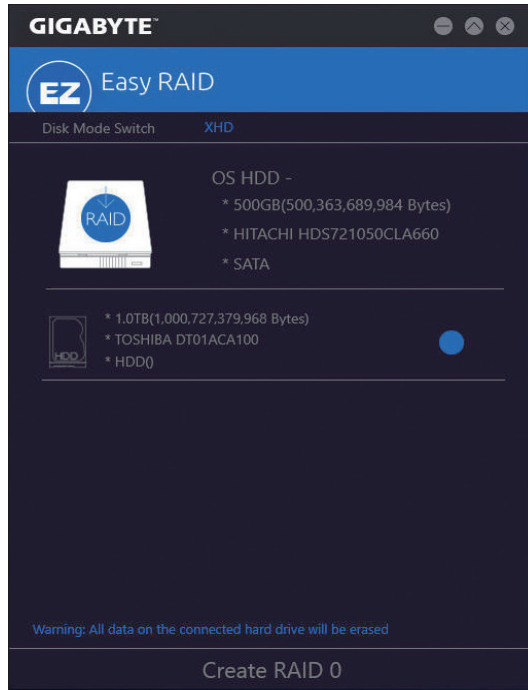 GIGABYTE™
EZ Easy RAID
Disk Mode Switch XHD
OS HDD -
* 500GB(500,363,689,984 Bytes)
RAID
* HITACHI HDS721050CLA660
* SATA
* 1.0TB(1,000,727,379,968 Bytes)
* TOSHIBA DT01ACA100
HDD
* HDD()
Warning: All data on the connected hard drive will be erased
Create RAID 0